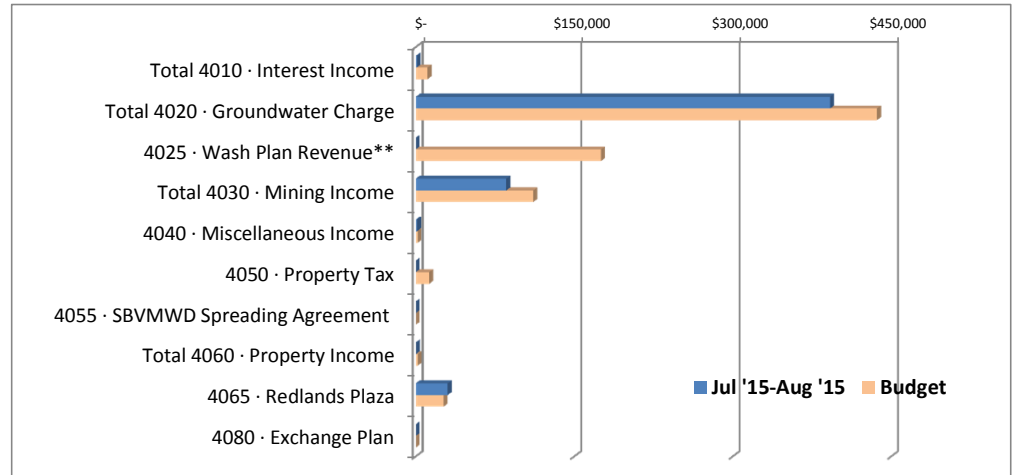 $- $150,000 $300,000 $450,000
Total 4010 · Interest Income
Total 4020 · Groundwater Charge
4025 · Wash Plan Revenue**
Total 4030 · Mining Income
4040 · Miscellaneous Income
4050 · Property Tax
4055 · SBVMWD Spreading Agreement
Total 4060 · Property Income
4065 · Redlands Plaza
Jul '15-Aug '15 Budget
4080 · Exchange Plan